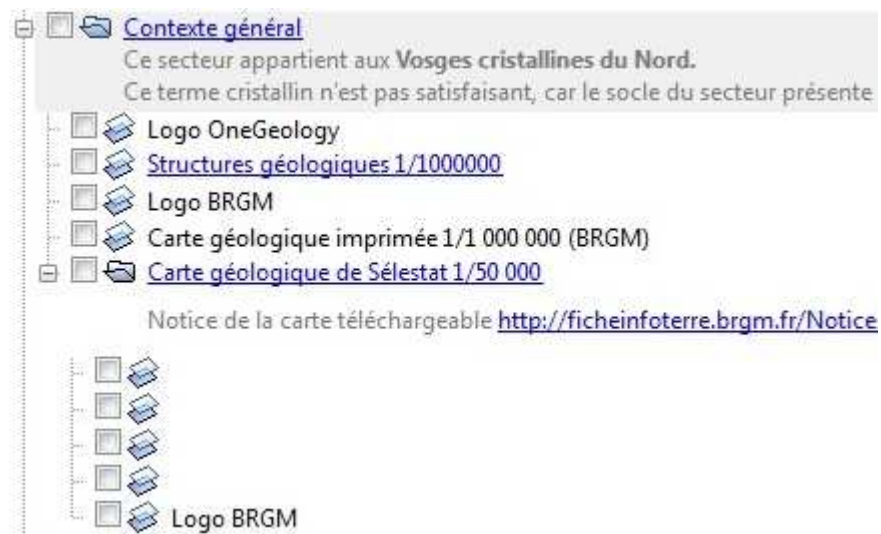 Contexte général
Ce secteur appartient aux Vosges cristallines du Nord.
Ce terme cristallin n'est pas satisfaisant, car le socle du secteur présente
Logo OneGeology
Structures géologiques 1/1000000
Logo BRGM
Carte géologique imprimée 1/1 000 000 (BRGM)
Carte géologique de Sélestat 1/50 000
Notice de la carte téléchargeable http://ficheinfoterre.brgm.fr/Notice
Logo BRGM